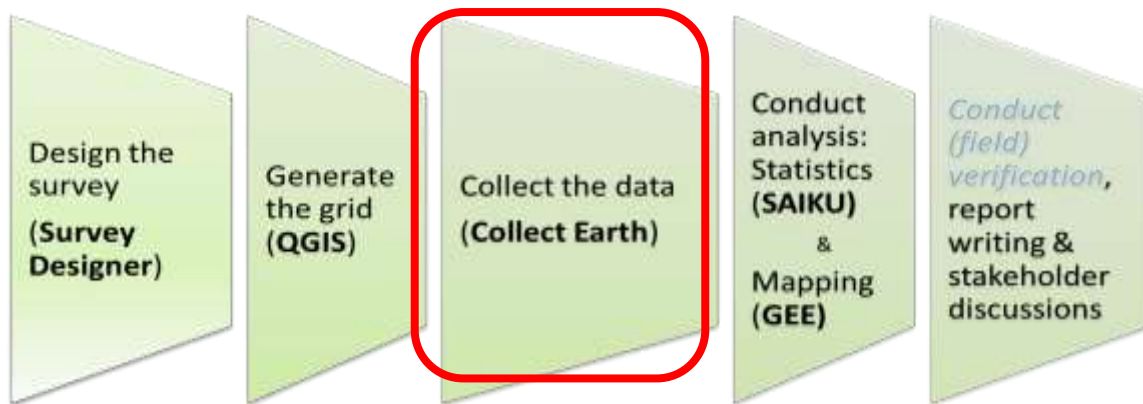 Design the
survey
(Survey
Designer)
Generate
the grid
(QGIS)
Collect the data
(Collect Earth)
Conduct
analysis:
Statistics
(SAIKU)
&
Mapping
(GEE)
Conduct
(field)
verification,
report
writing &
stakeholder
discussions